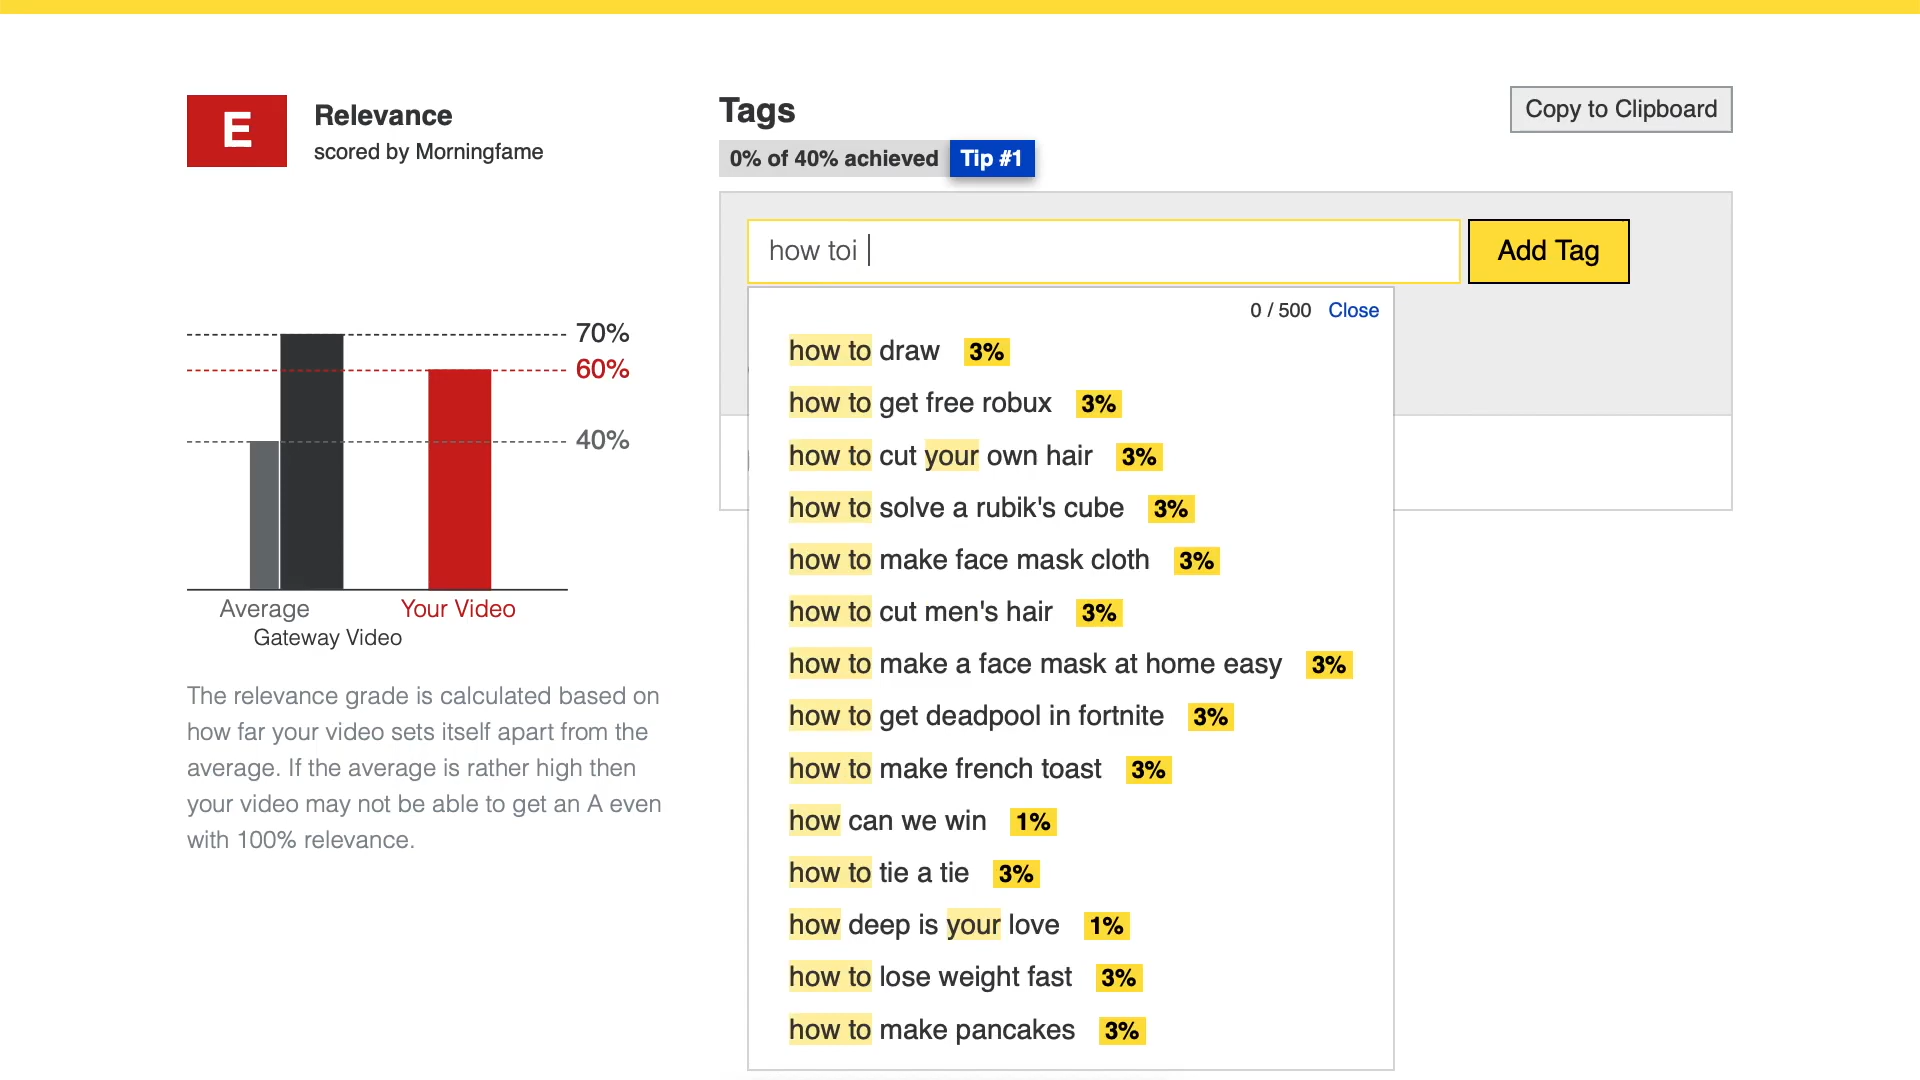 E
Relevance
scored by Morningfame
70%
60%
40%
Average
Your Video
Gateway Video
The relevance grade is calculated based on
how far your video sets itself apart from the
average. If the average is rather high then
your video may not be able to get an A even
with 100% relevance.
Tags
Copy to Clipboard
0% of 40% achieved Tip #1
how toi
Add Tag
0 / 500 Close
how to draw 3%
how to get free robux 3%
how to cut your own hair 3%
how to solve a rubik's cube 3%
how to make face mask cloth 3%
how to cut men's hair 3%
how to make a face mask at home easy 3%
how to get deadpool in fortnite 3%
how to make french toast 3%
how can we win 1%
how to tie a tie 3%
how deep is your love 1%
how to lose weight fast 3%
how to make pancakes 3%